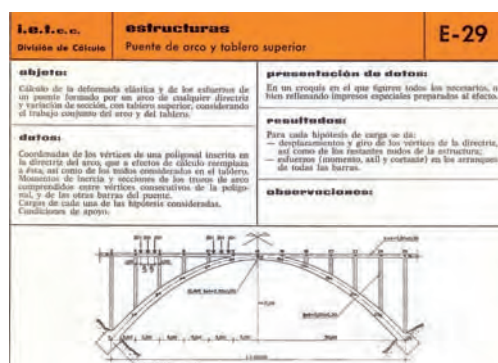 i.e.t.c.c.
División de Cálculo
estructuras
Puente de arco y tablero superior
E-29
objeto:
Cálculo de la deformada elástica y de los esfuerzos de
un puente formado por un arco de cualquier directriz
y variación de sección, con tablero superior, considerando
el trabajo conjunto del arco y del tablero.
datos:
Coordenadas de los vértices de una poligonal inscrita en
la directriz del arco, que a efectos de cálculo reemplaza
a ésta, así como de los nudos considerados en el tablero.
Momentos de inercia y secciones de los trozos de arco
comprendidos entre vértices consecutivos de la poligo-
nal, y de las otras barras del puente.
Cargas de cada una de las hipótesis consideradas.
Condiciones de apoyo.
presentación de datos:
En un croquis en el que figuren todos los necesarios, o
bien rellenando impresos especiales preparados al efecto.
resultados:
Para cada hipótesis de carga se da:
— desplazamientos y giro de los vértices de la directriz,
así como de los restantes nudos de la estructura;
— esfuerzos (momento, axil y cortante) en los arranques
de todas las barras.
observaciones: